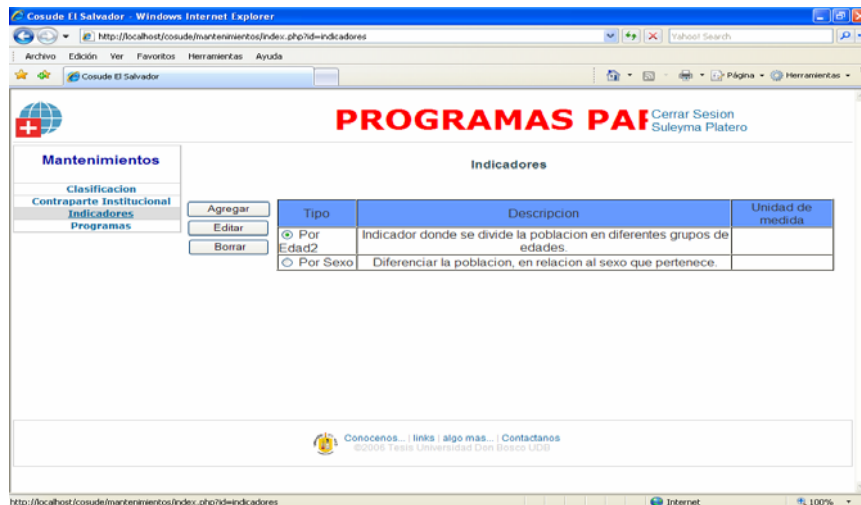 Cosude El Salvador - Windows Internet Explorer
http://localhost/cosude/mantenimientos/index.php?id=indicadores
Yahoo! Search
Archivo Edición Ver Favoritos Herramientas Ayuda
Cosude El Salvador
Página
Herramientas
PROGRAMAS PAR
Cerrar Sesion
Suleyma Platero
Mantenimientos
Clasificacion
Contraparte Institucional
Indicadores
Programas
Indicadores
Agregar
Editar
Borrar
Tipo Descripcion Unidad de
medida
Por
Edad2
Indicador donde se divide la poblacion en diferentes grupos de
edades.
Por Sexo Diferenciar la poblacion, en relacion al sexo que pertenece.
Conocenos... | links | algo mas... | Contactanos
©2006 Tesis Universidad Don Bosco UDB
http://localhost/cosude/mantenimientos/index.php?id=indicadores
Internet
100%